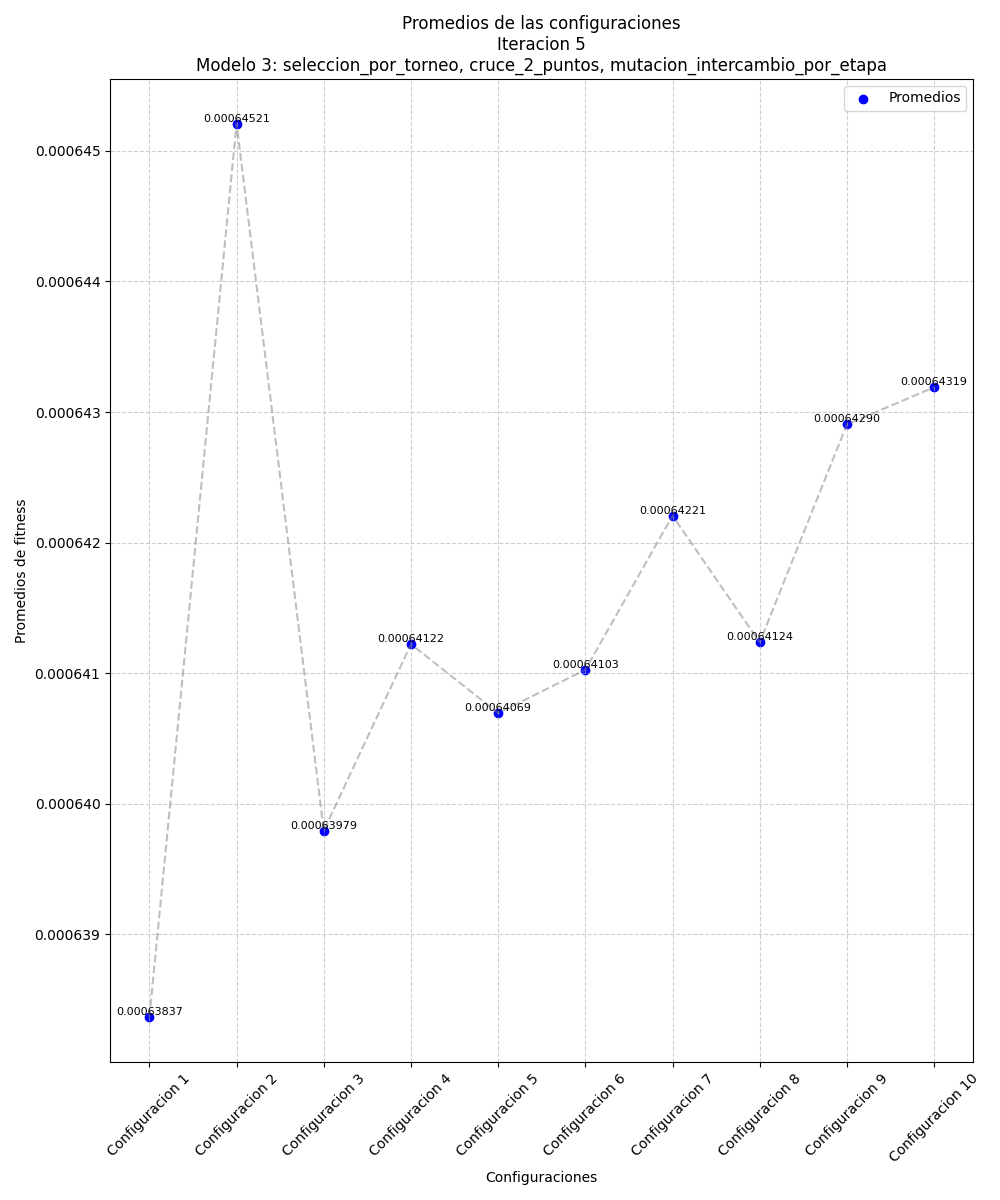 Promedios de las configuraciones
Iteracion 5
Modelo 3: seleccion_por_torneo, cruce_2_puntos, mutacion_intercambio_por_etapa
Promedios
0.00064521
0.000645
0.000644
0.00064319
0.000643
0.00064290
0.00064221
0.000642
0.00064122
0.00064124
0.00064103
0.000641
0.00064069
0.000640
0.00063979
0.000639
0.00063837
Promedios de fitness
Configuracion 1
Configuracion 2
Configuracion 3
Configuracion 4
Configuracion 5
Configuracion 6
Configuracion 7
Configuracion 8
Configuracion 9
Configuracion 10
Configuraciones